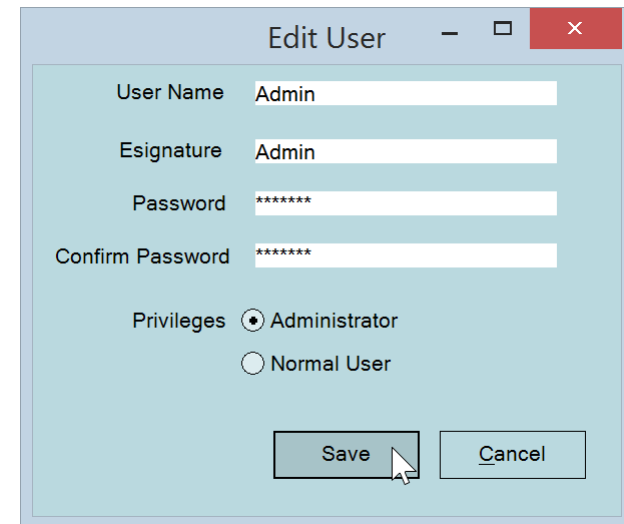 Edit User
User Name Admin
Esignature Admin
Password *******
Confirm Password *******
Privileges Administrator
Normal User
Save Cancel